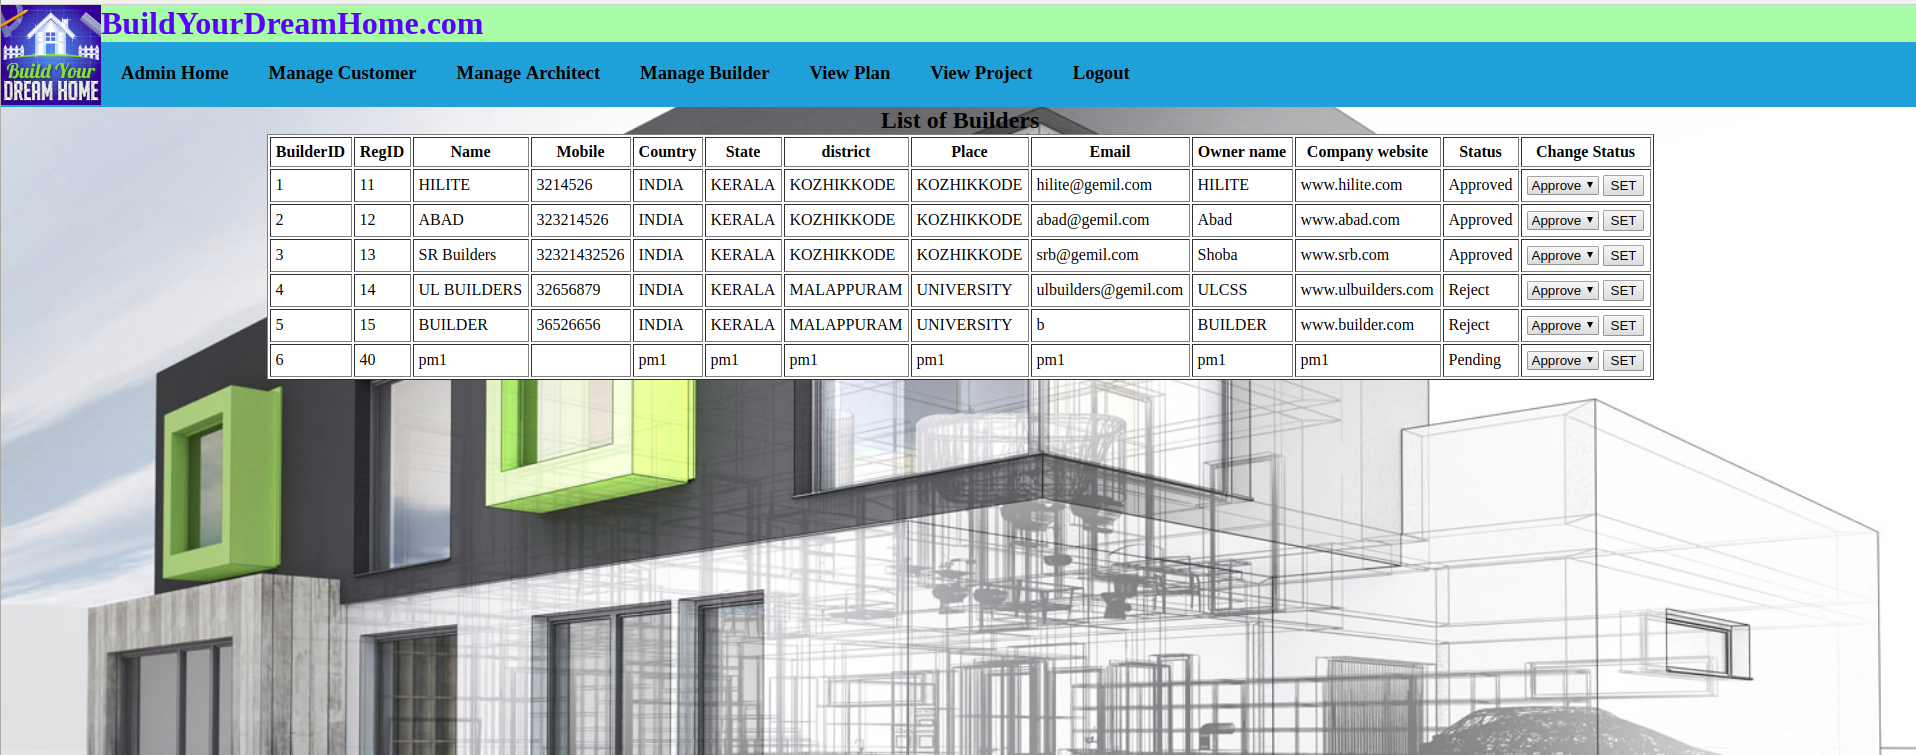 BuildYourDreamHome.com
Build Your
DREAM HOME
Admin Home Manage Customer Manage Architect Manage Builder View Plan View Project Logout
List of Builders
BuilderID RegID Name Mobile Country State district Place Email Owner name Company website Status Change Status
1 11 HILITE 3214526 INDIA KERALA KOZHIKKODE KOZHIKKODE hilite@gemil.com HILITE www.hilite.com Approved Approve SET
2 12 ABAD 323214526 INDIA KERALA KOZHIKKODE KOZHIKKODE abad@gemil.com Abad www.abad.com Approved Approve SET
3 13 SR Builders 32321432526 INDIA KERALA KOZHIKKODE KOZHIKKODE srb@gemil.com Shoba www.srb.com Approved Approve SET
4 14 UL BUILDERS 32656879 INDIA KERALA MALAPPURAM UNIVERSITY ulbuilders@gemil.com ULCSS www.ulbuilders.com Reject Approve SET
5 15 BUILDER 36526656 INDIA KERALA MALAPPURAM UNIVERSITY b BUILDER www.builder.com Reject Approve SET
6 40 pm1 pm1 pm1 pm1 pm1 pm1 pm1 pm1 Pending Approve SET